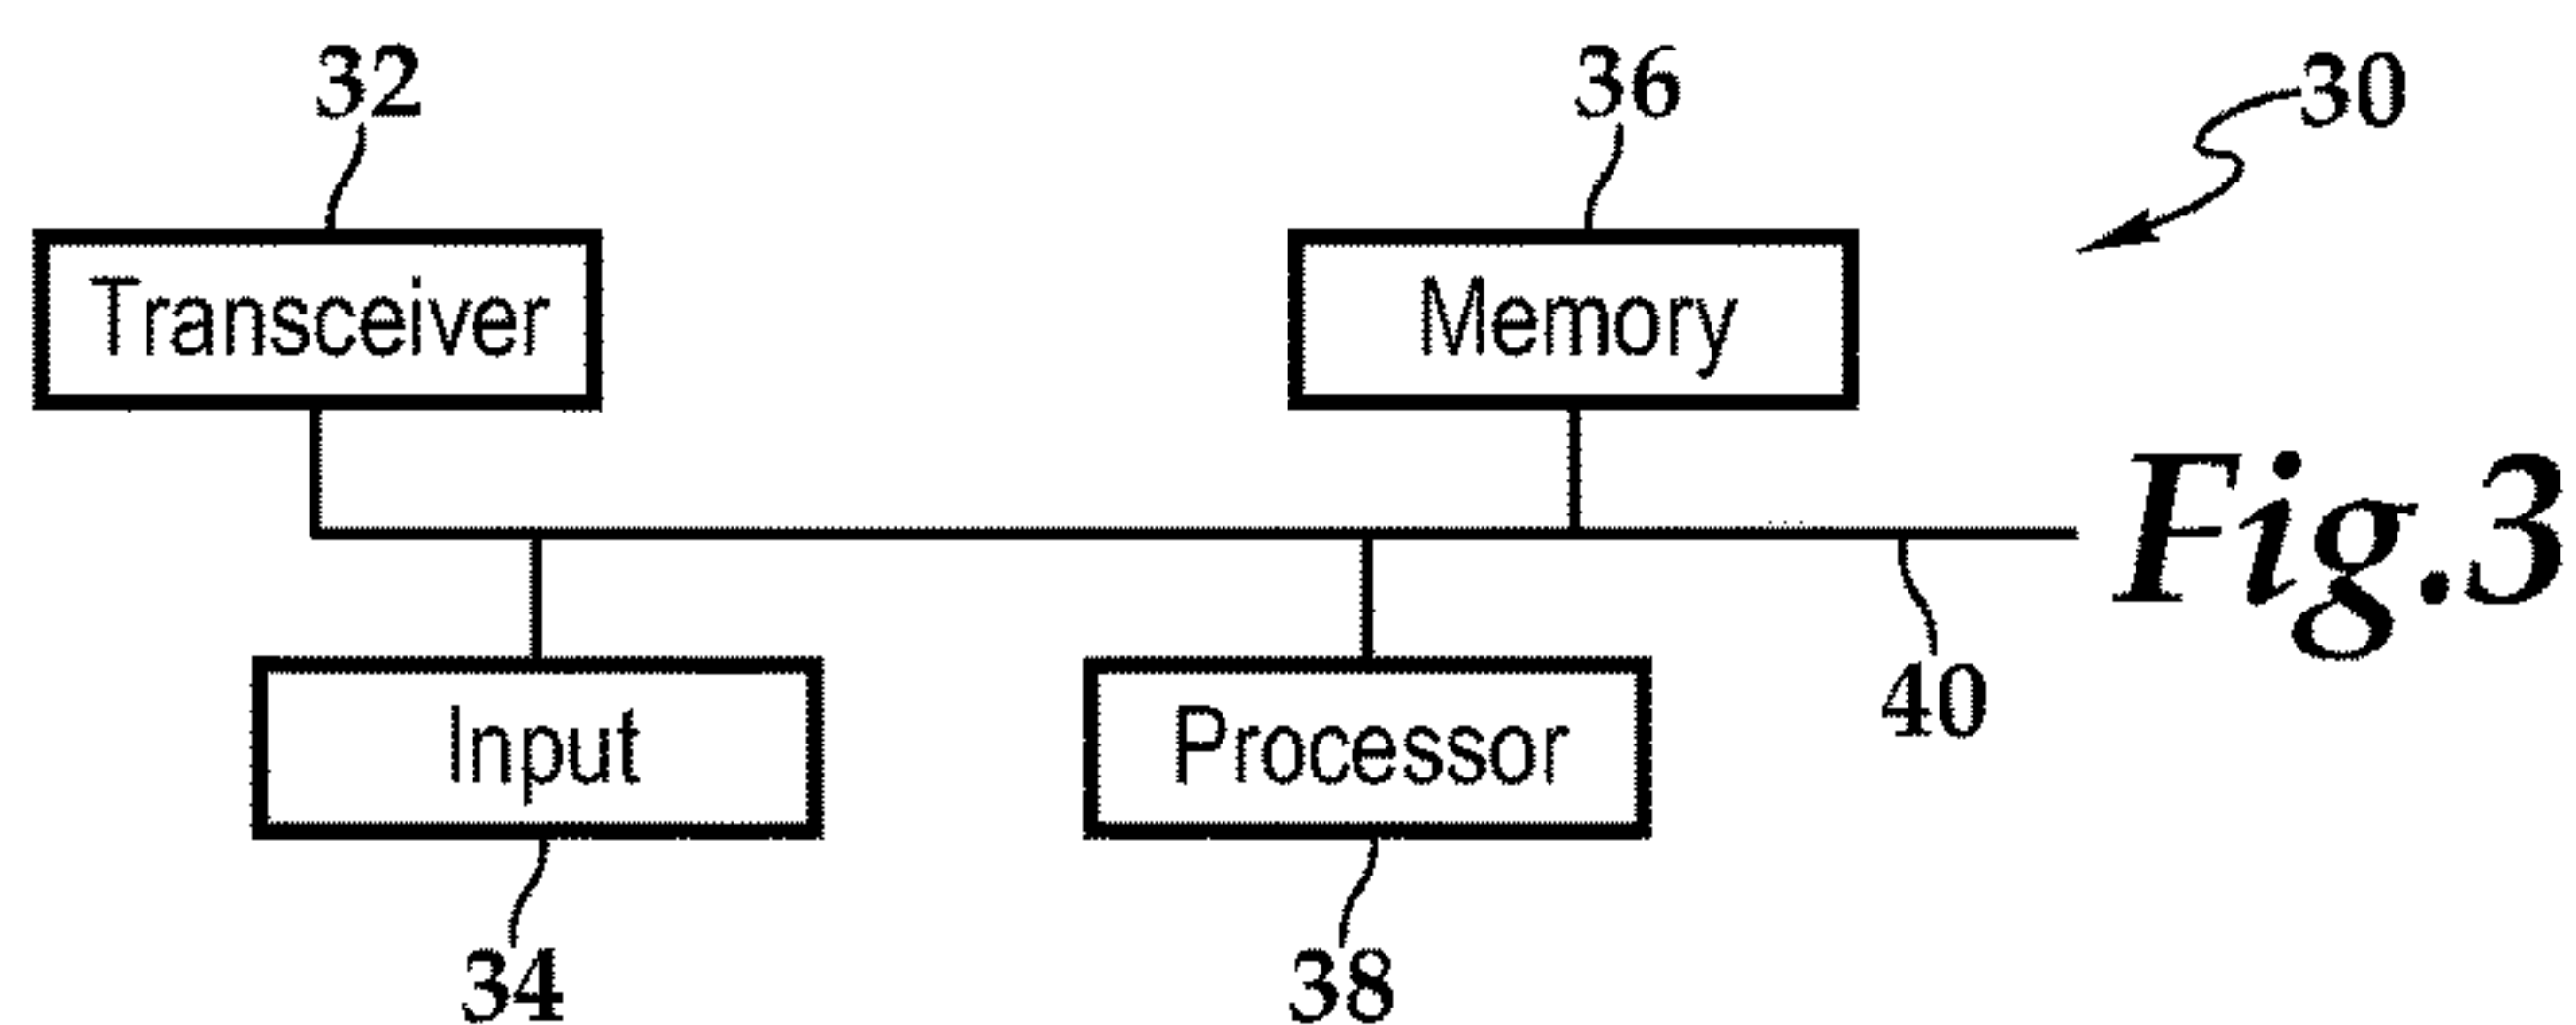 32
36
30
Transceiver
Memory
Fig.3
Input
Processor
40
34
38